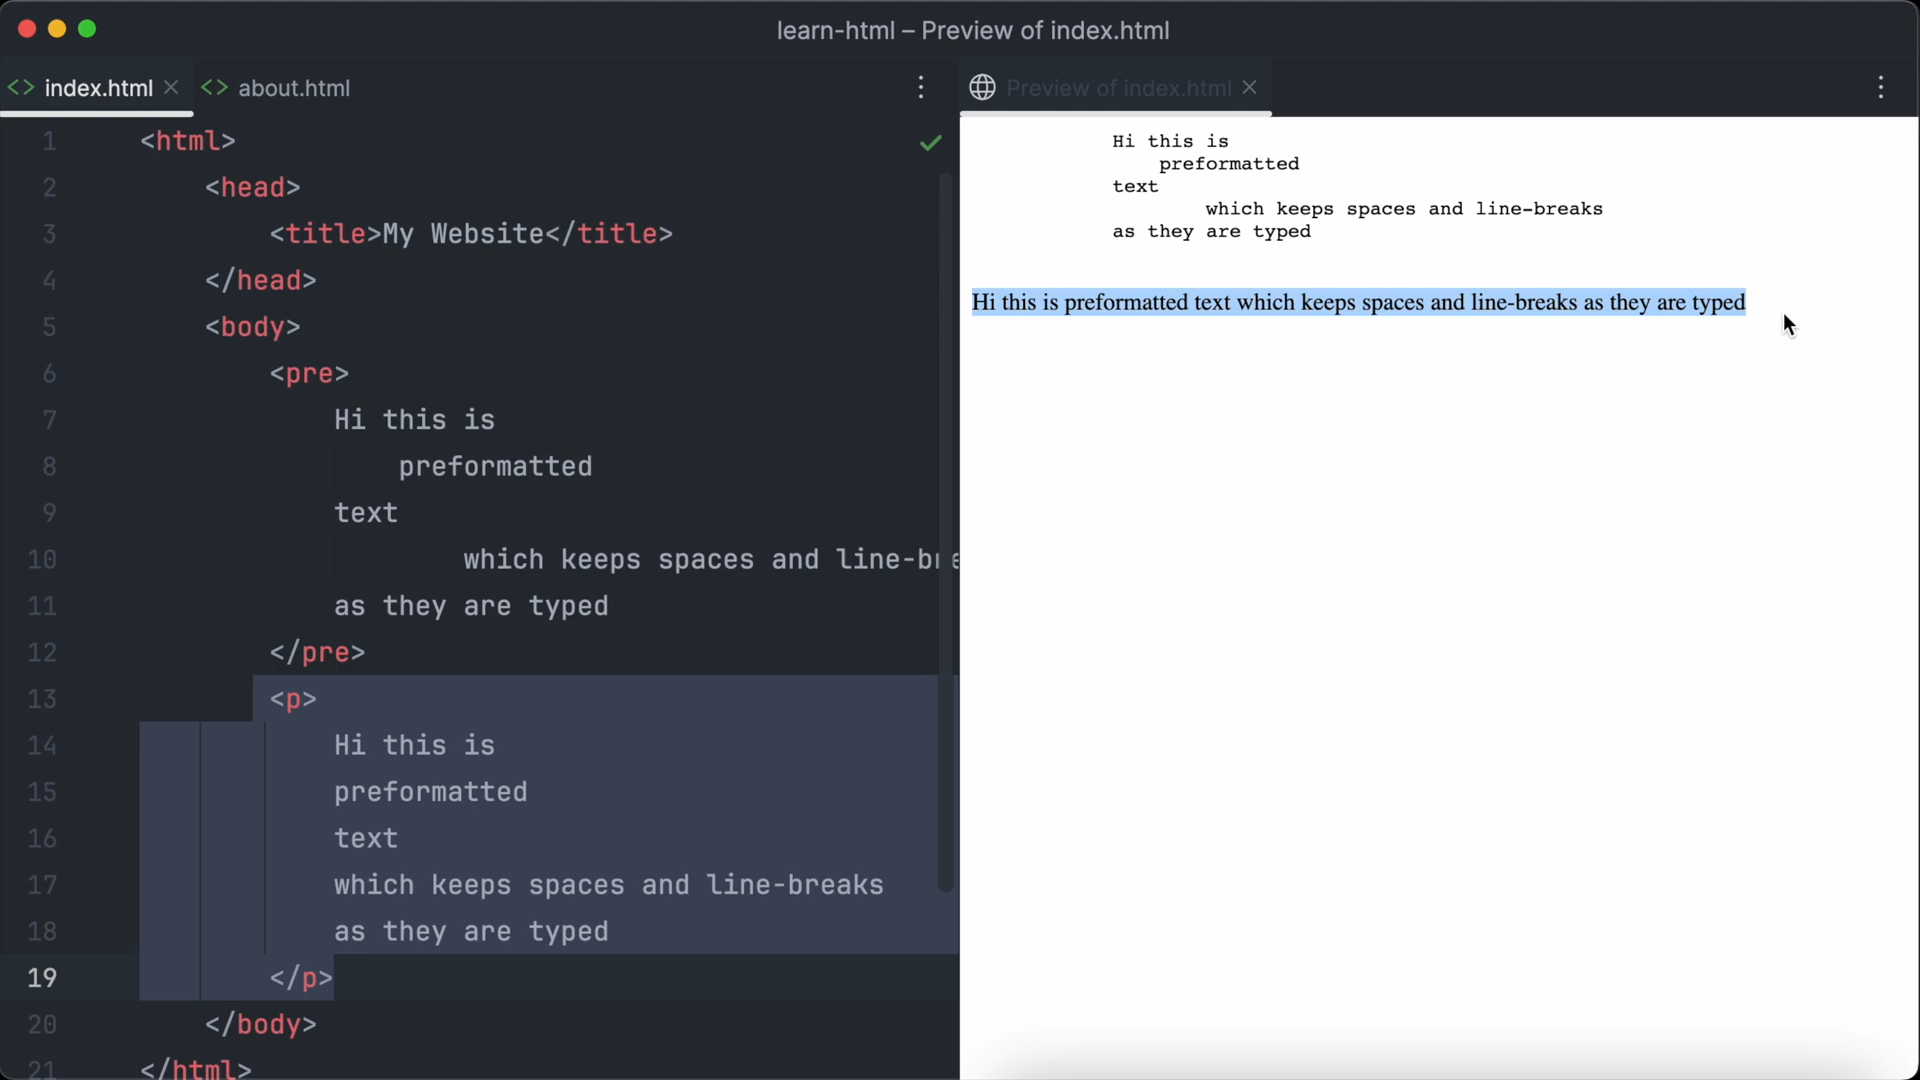 learn-html – Preview of index.html
<> index.html × <> about.html
Preview of index.html ×
1 <html>
2 <head>
3 <title>My Website</title>
4 </head>
5 <body>
6 <pre>
7 Hi this is
8 preformatted
9 text
10 which keeps spaces and line-bre
11 as they are typed
12 </pre>
13 <p>
14 Hi this is
15 preformatted
16 text
17 which keeps spaces and line-breaks
18 as they are typed
19 </p>
20 </body>
21 </html>
Hi this is
preformatted
text
which keeps spaces and line-breaks
as they are typed
Hi this is preformatted text which keeps spaces and line-breaks as they are typed